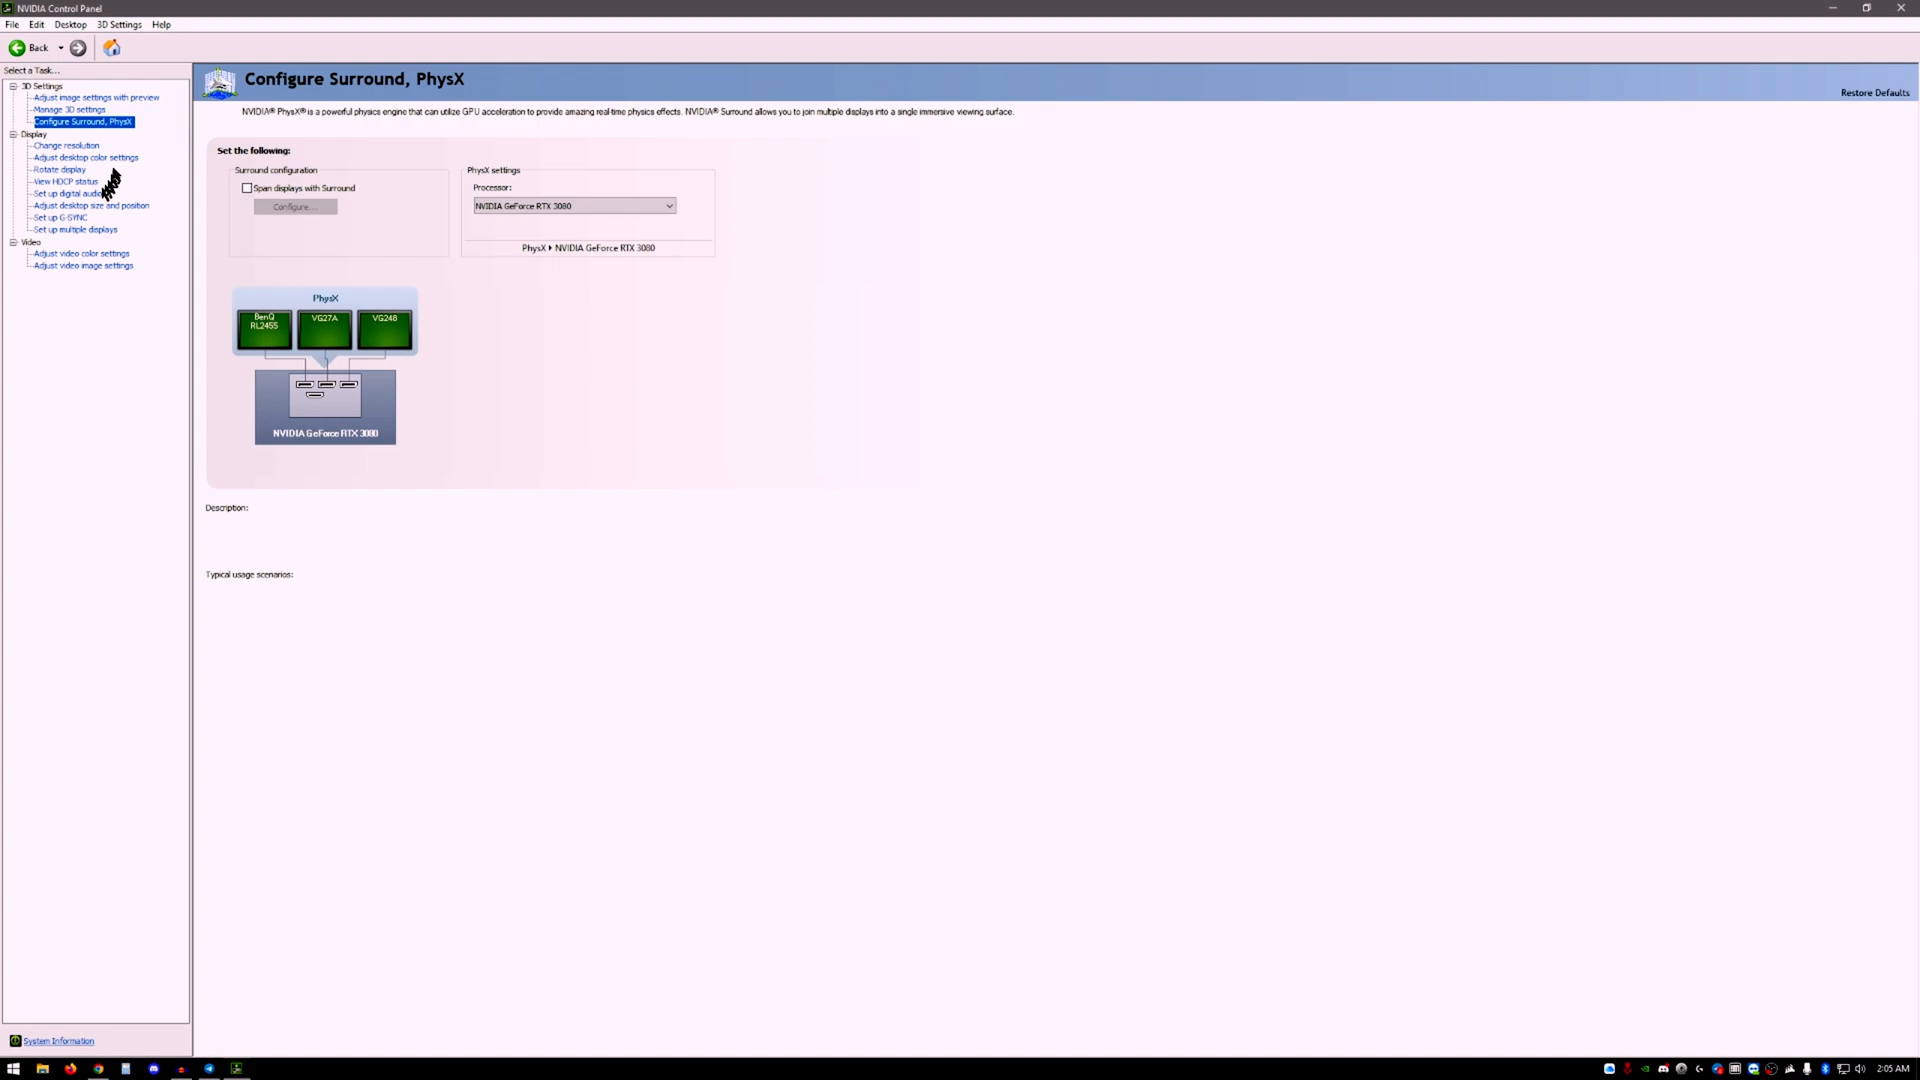 NVIDIA Control Panel
File Edit Desktop 3D Settings Help
Back
Select a Task...
3D Settings
Adjust image settings with preview
Manage 3D settings
Configure Surround, PhysX
Display
Change resolution
Adjust desktop color settings
Rotate display
View HDCP status
Set up digital audio
Adjust desktop size and position
Set up G-SYNC
Set up multiple displays
Video
Adjust video color settings
Adjust video image settings
System Information
Configure Surround, PhysX
Restore Defaults
NVIDIA® PhysX® is a powerful physics engine that can utilize GPU acceleration to provide amazing real-time physics effects. NVIDIA® Surround allows you to join multiple displays into a single immersive viewing surface.
Set the following:
Surround configuration
Span displays with Surround
Configure...
PhysX settings
Processor:
NVIDIA GeForce RTX 3080
PhysX NVIDIA GeForce RTX 3080
PhysX
BenQ RL2455
VG27A
VG248
NVIDIA GeForce RTX 3080
Description:
Typical usage scenarios:
2:05 AM